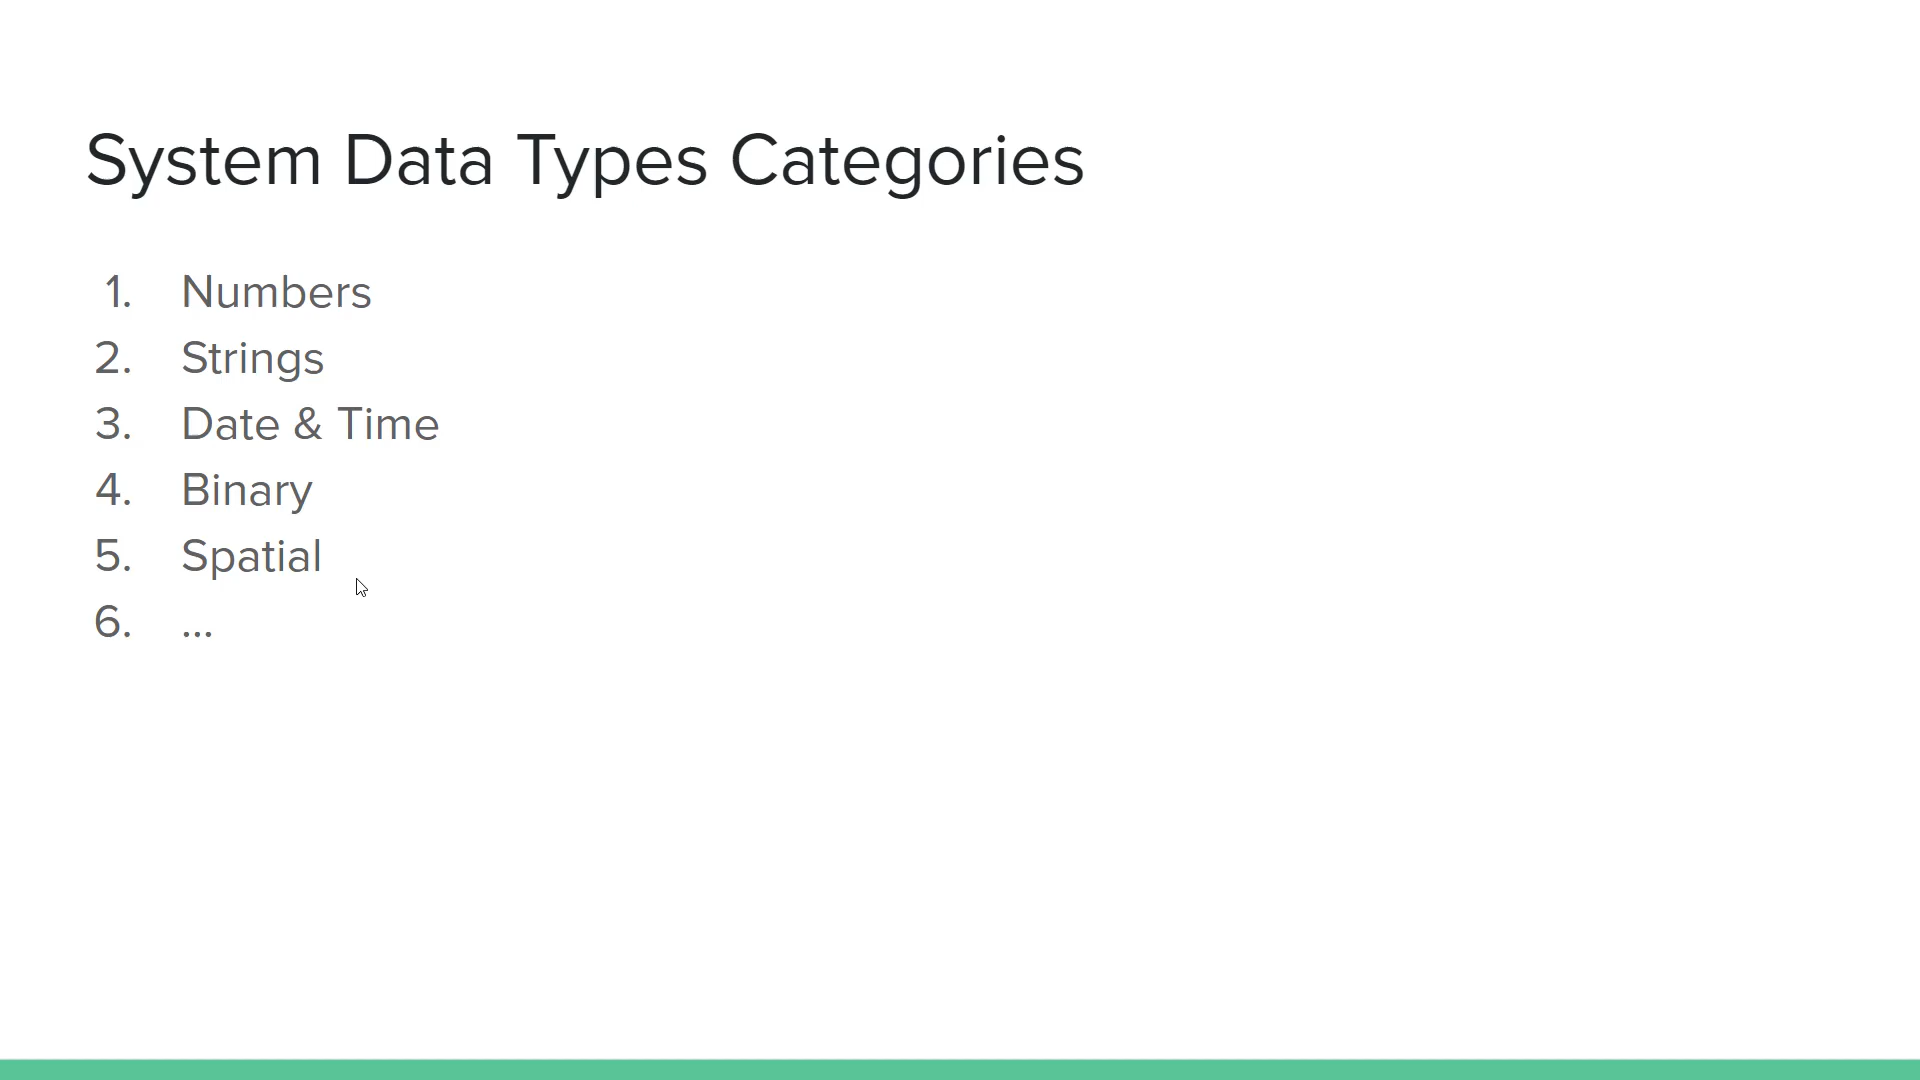 System Data Types Categories
1. Numbers
2. Strings
3. Date & Time
4. Binary
5. Spatial
6. ...